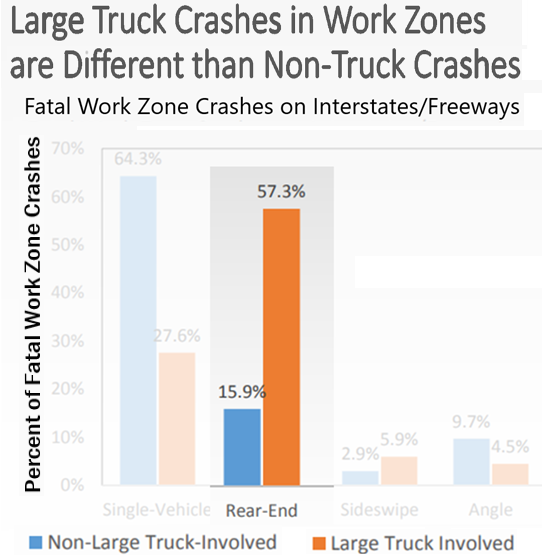 Large Truck Crashes in Work Zones
are Different than Non-Truck Crashes
Fatal Work Zone Crashes on Interstates/Freeways
Percent of Fatal Work Zone Crashes
70%
60%
50%
40%
30%
20%
10%
0%
64.3%
27.6%
15.9%
57.3%
2.9%
5.9%
9.7%
4.5%
Single-Vehicle
Rear-End
Sideswipe
Angle
Non-Large Truck-Involved
Large Truck Involved